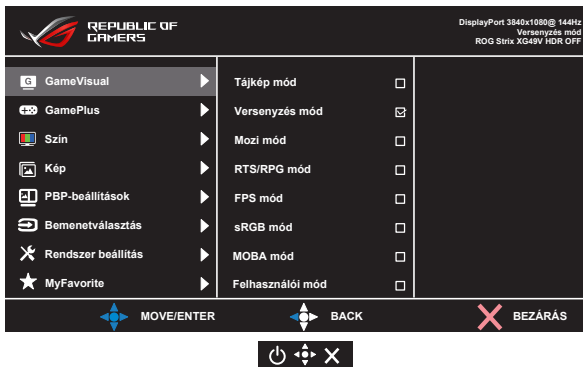 REPUBLIC OF
GAMERS
DisplayPort 3840x1080@ 144Hz
Versenyzés mód
ROG Strix XG49V HDR OFF
G GameVisual
GamePlus
Szín
Kép
PBP-beállítások
Bemenetválasztás
Rendszer beállítás
MyFavorite
Tájkép mód
Versenyzés mód
Mozi mód
RTS/RPG mód
FPS mód
sRGB mód
MOBA mód
Felhasználói mód
MOVE/ENTER
BACK
BEZÁRÁS